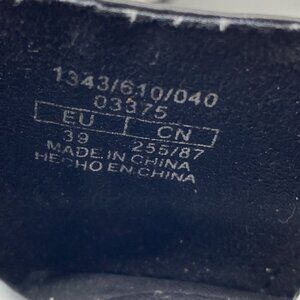 1343/610/040
03375
EU CN
39 255/87
MADE IN CHINA
HECHO EN CHINA